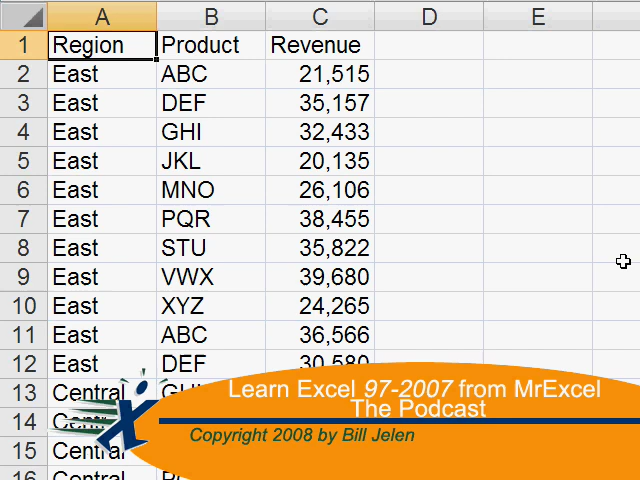 A B C D E
1 Region Product Revenue
2 East ABC 21,515
3 East DEF 35,157
4 East GHI 32,433
5 East JKL 20,135
6 East MNO 26,106
7 East PQR 38,455
8 East STU 35,822
9 East VWX 39,680
10 East XYZ 24,265
11 East ABC 36,566
12 East DEF 30,580
13 Central
14 Central
15 Central
16 Central
Learn Excel 97-2007 from MrExcel
The Podcast
Copyright 2008 by Bill Jelen